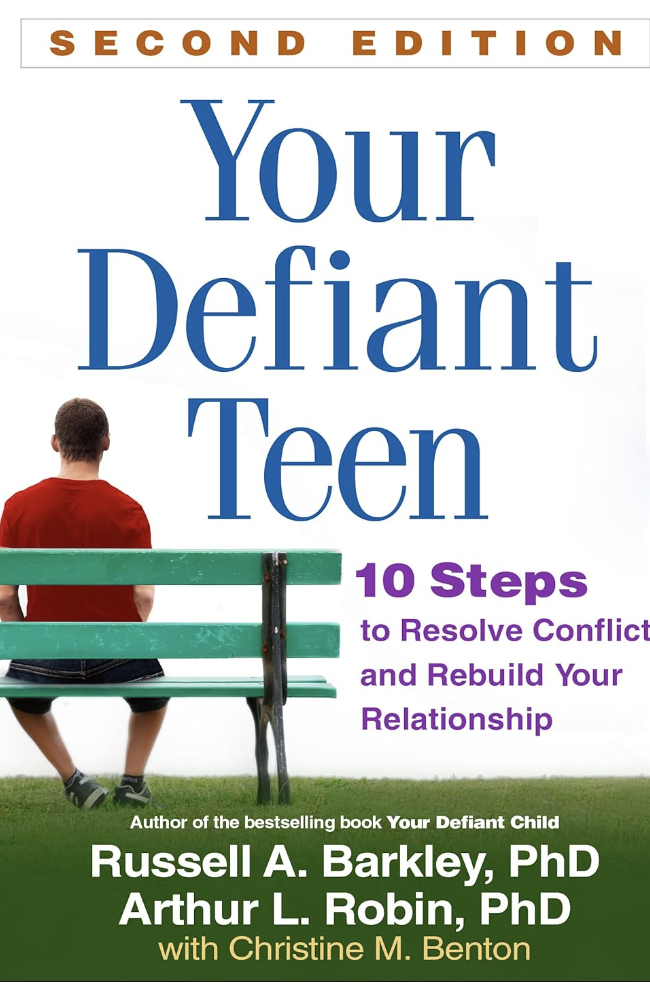 SECOND EDITION
Your
Defiant
Teen
10 Steps
to Resolve Conflict
and Rebuild Your
Relationship
Author of the bestselling book Your Defiant Child
Russell A. Barkley, PhD
Arthur L. Robin, PhD
with Christine M. Benton